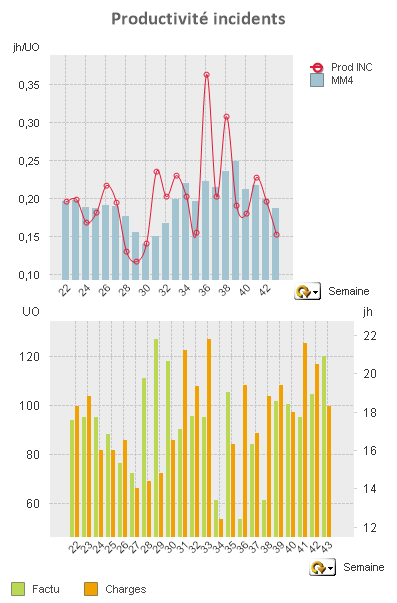 Productivité incidents
jh/UO
Prod INC
MM4
0,35
0,30
0,25
0,20
0,15
0,10
22 24 26 28 30 32 34 36 38 40 42
Semaine
UO jh
120
100
80
60
22
20
18
16
14
12
22 23 24 25 26 27 28 29 30 31 32 33 34 35 36 37 38 39 40 41 42 43
Semaine
Factu Charges